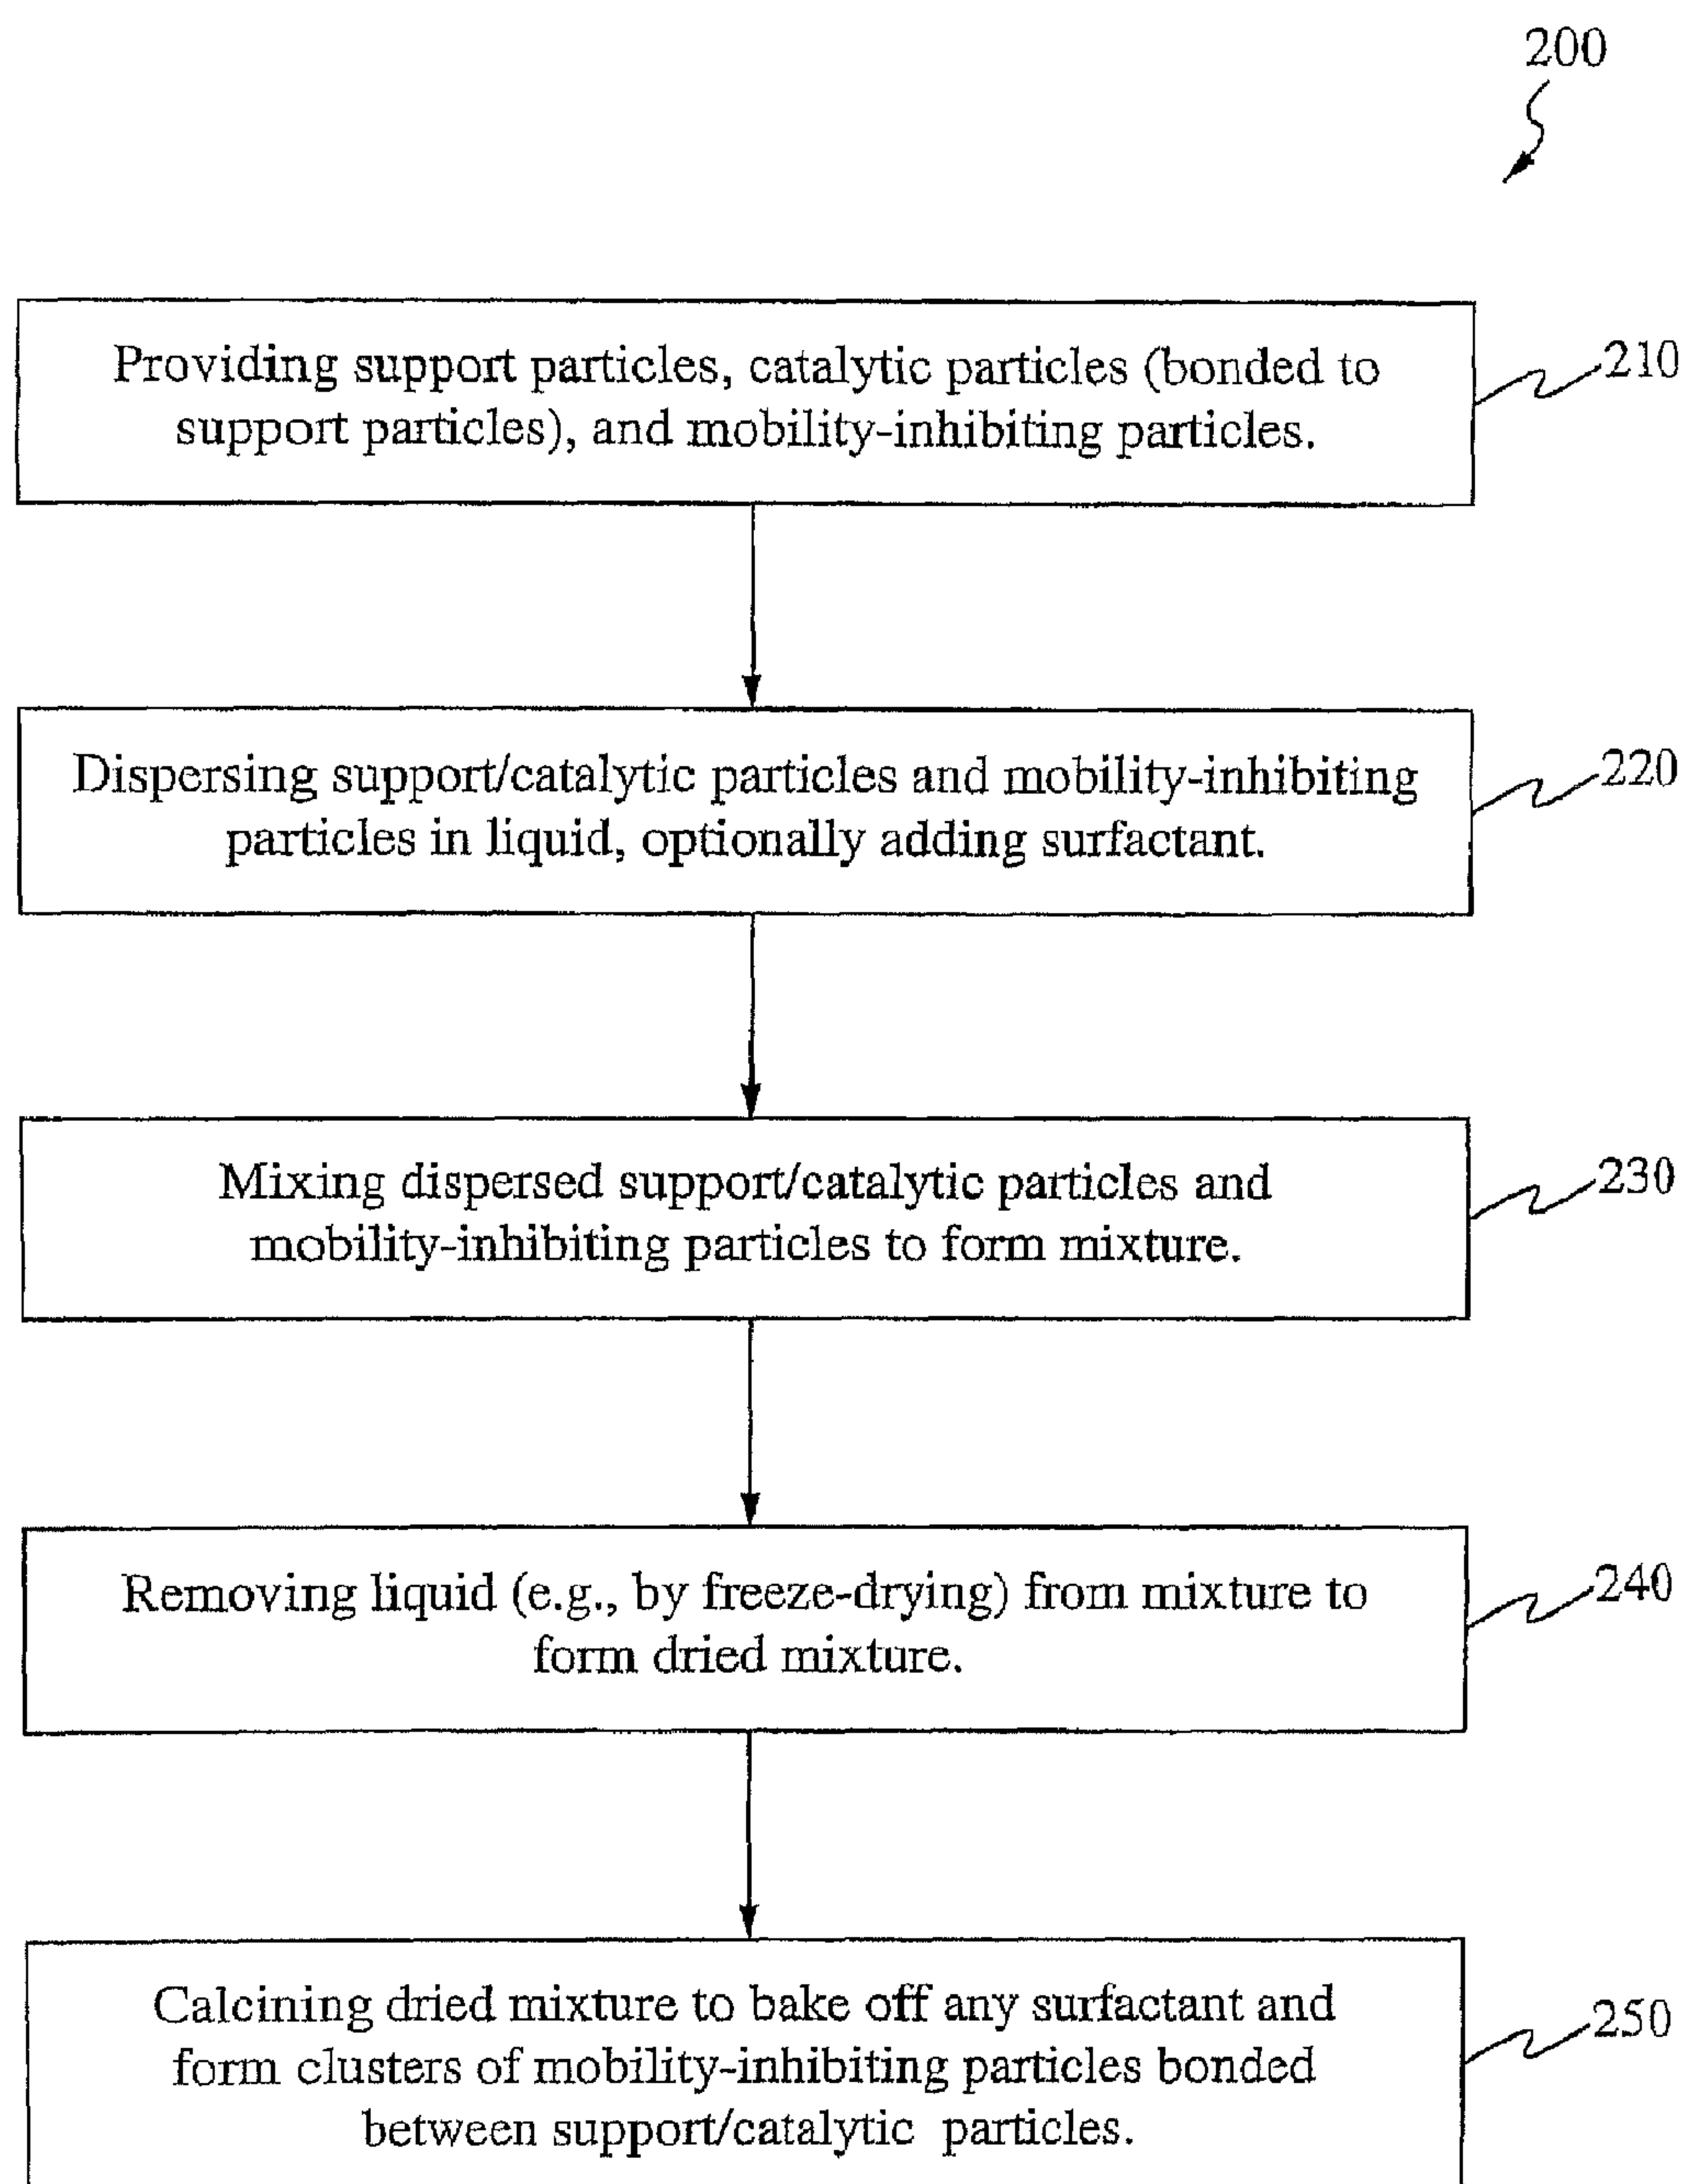 200
Providing support particles, catalytic particles (bonded to
support particles), and mobility-inhibiting particles.
210
Dispersing support/catalytic particles and mobility-inhibiting
particles in liquid, optionally adding surfactant.
220
Mixing dispersed support/catalytic particles and
mobility-inhibiting particles to form mixture.
230
Removing liquid (e.g., by freeze-drying) from mixture to
form dried mixture.
240
Calcining dried mixture to bake off any surfactant and
form clusters of mobility-inhibiting particles bonded
between support/catalytic particles.
250